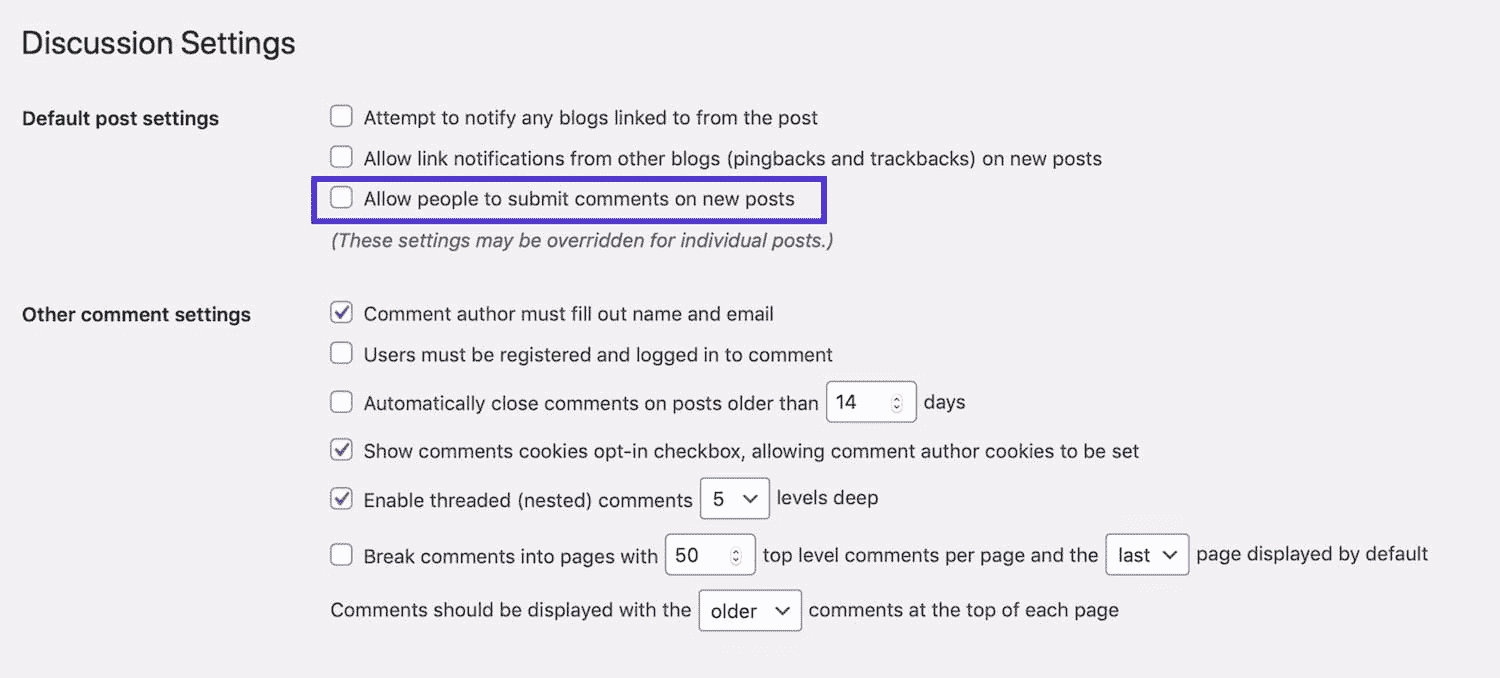 Discussion Settings
Default post settings
Attempt to notify any blogs linked to from the post
Allow link notifications from other blogs (pingbacks and trackbacks) on new posts
Allow people to submit comments on new posts
(These settings may be overridden for individual posts.)
Other comment settings
Comment author must fill out name and email
Users must be registered and logged in to comment
Automatically close comments on posts older than 14 days
Show comments cookies opt-in checkbox, allowing comment author cookies to be set
Enable threaded (nested) comments 5 levels deep
Break comments into pages with 50 top level comments per page and the last page displayed by default
Comments should be displayed with the older comments at the top of each page